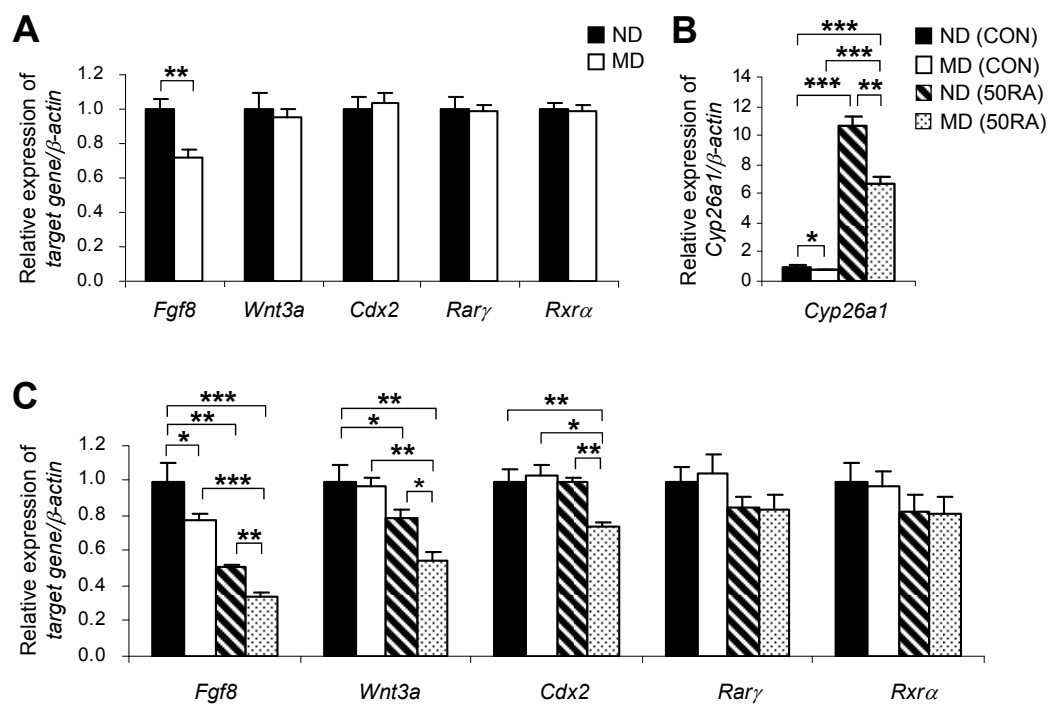 A
ND
MD
Relative expression of
target gene/β-actin
1.2
1.0
0.8
0.6
0.4
0.2
0.0
**
Fgf8 Wnt3a Cdx2 Rarγ Rxrα
B
ND (CON)
MD (CON)
ND (50RA)
MD (50RA)
Relative expression of
Cyp26a1/β-actin
14
12
10
8
6
4
2
0
***
***
*** **
*
Cyp26a1
C
Relative expression of
target gene/β-actin
1.2
1.0
0.8
0.6
0.4
0.2
0.0
***
**
*
***
**
**
*
**
*
**
*
**
Fgf8 Wnt3a Cdx2 Rarγ Rxrα